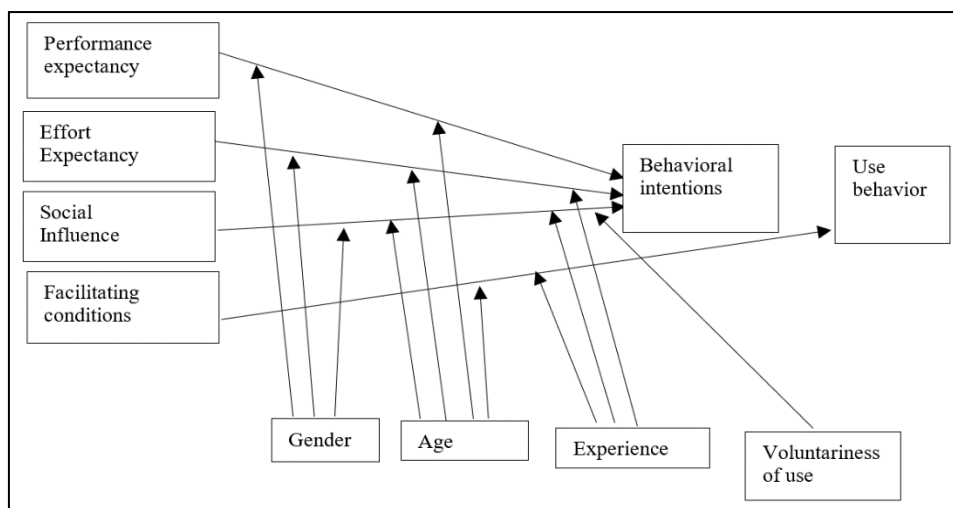 Performance
expectancy
Effort
Expectancy
Social
Influence
Facilitating
conditions
Behavioral
intentions
Use
behavior
Gender
Age
Experience
Voluntariness
of use